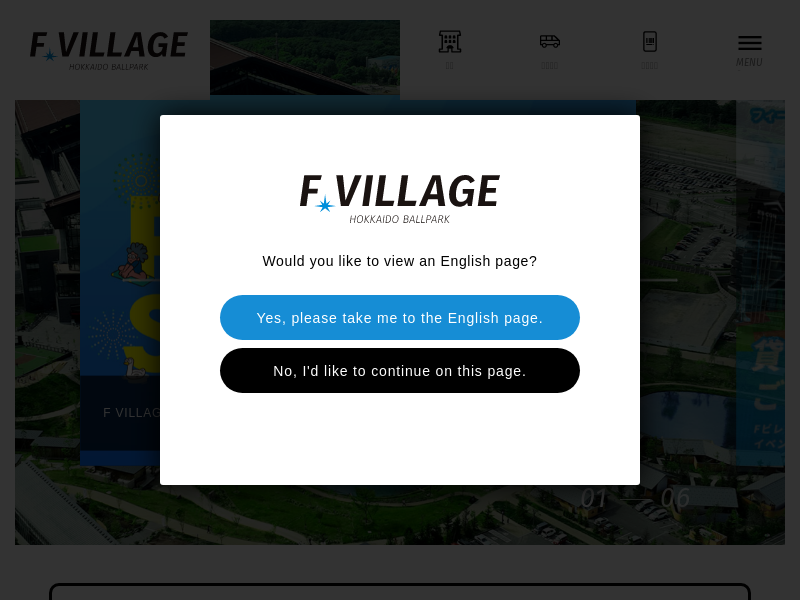 F VILLAGE
HOKKAIDO BALLPARK
MENU
F VILLAGE
HOKKAIDO BALLPARK
Would you like to view an English page?
Yes, please take me to the English page.
No, I'd like to continue on this page.
F VILLAG
01 06